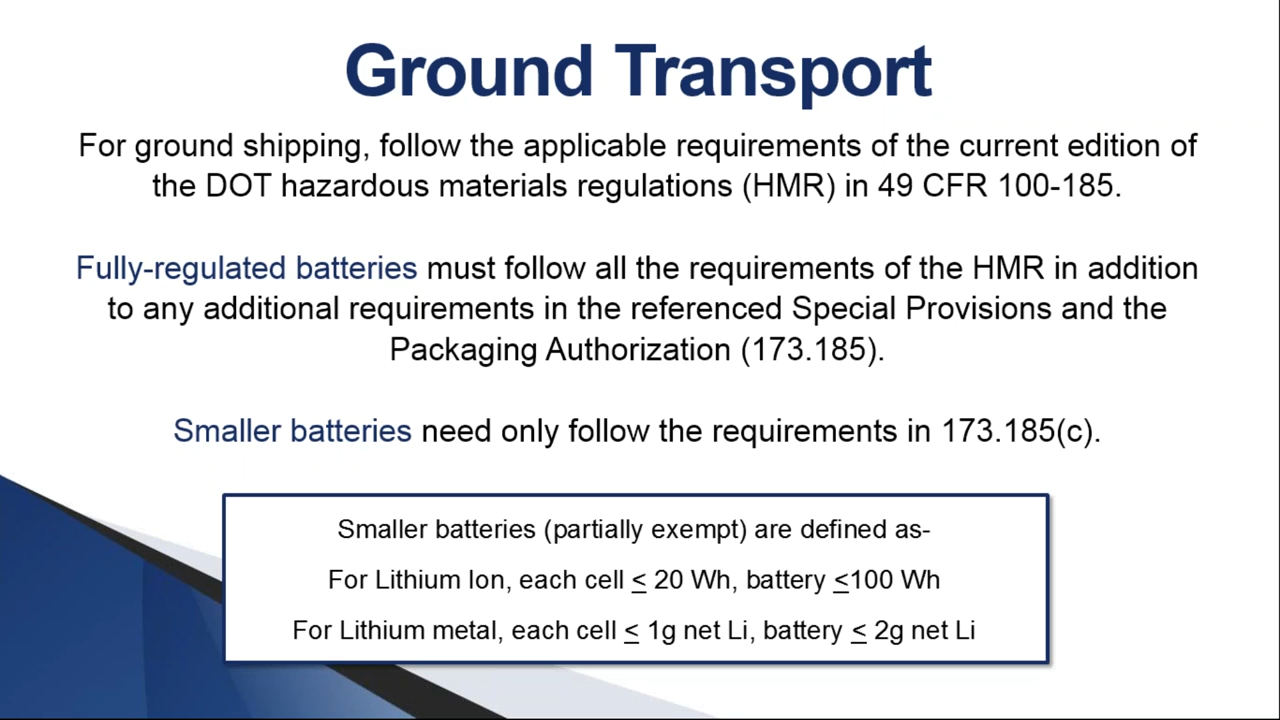 Ground Transport
For ground shipping, follow the applicable requirements of the current edition of
the DOT hazardous materials regulations (HMR) in 49 CFR 100-185.
Fully-regulated batteries must follow all the requirements of the HMR in addition
to any additional requirements in the referenced Special Provisions and the
Packaging Authorization (173.185).
Smaller batteries need only follow the requirements in 173.185(c).
Smaller batteries (partially exempt) are defined as-
For Lithium Ion, each cell ≤ 20 Wh, battery ≤100 Wh
For Lithium metal, each cell ≤ 1g net Li, battery ≤ 2g net Li